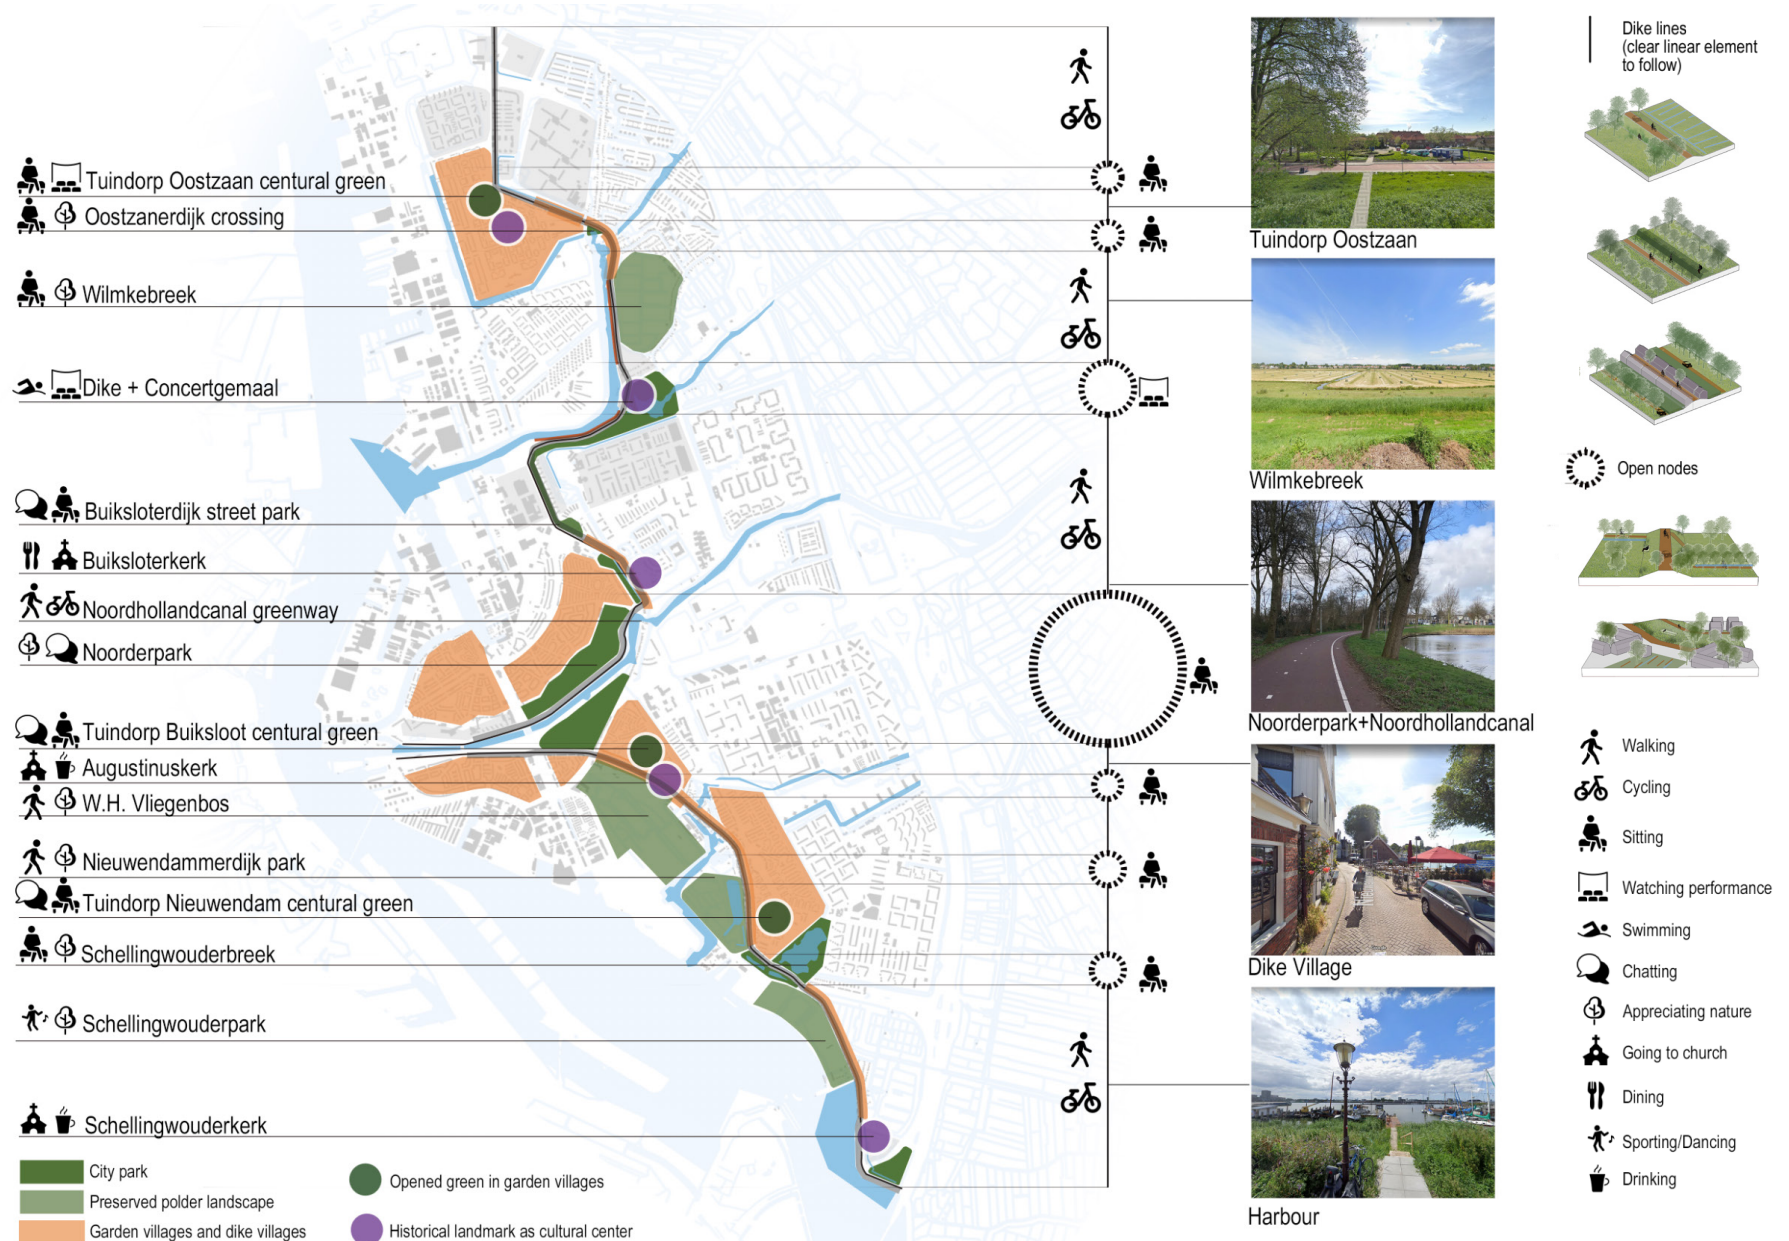 Tuindorp Oostzaan centural green
Oostzanerdijk crossing
Wilmkebreek
Dike + Concertgemaal
Buiksloterdijk street park
Buiksloterkerk
Noordhollandcanal greenway
Noorderpark
Tuindorp Buiksloot centural green
Augustinuskerk
W.H. Vliegenbos
Nieuwendammerdijk park
Tuindorp Nieuwendam centural green
Schellingwouderbreek
Schellingwouderpark
Schellingwouderkerk
City park
Preserved polder landscape
Garden villages and dike villages
Opened green in garden villages
Historical landmark as cultural center
Tuindorp Oostzaan
Wilmkebreek
Noorderpark+Noordhollandcanal
Dike Village
Harbour
Dike lines
(clear linear element
to follow)
Open nodes
Walking
Cycling
Sitting
Watching performance
Swimming
Chatting
Appreciating nature
Going to church
Dining
Sporting/Dancing
Drinking